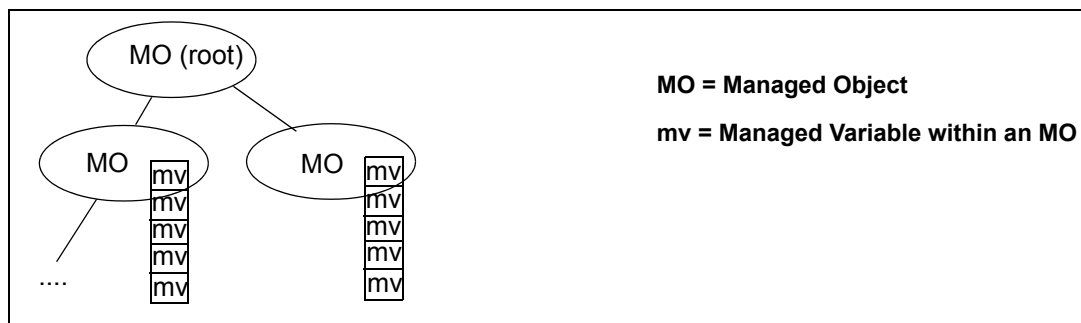 MO (root)
MO = Managed Object
mv = Managed Variable within an MO
MO
MO
mv
mv
mv
mv
mv
mv
mv
mv
mv
mv
....